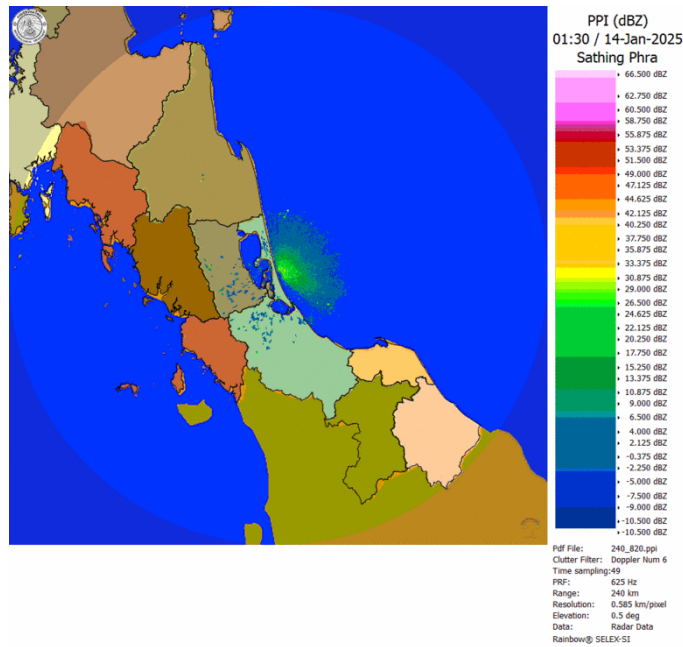 PPI (dBZ)
01:30 / 14-Jan-2025
Sathing Phra
66.500 dBZ
62.750 dBZ
60.500 dBZ
58.750 dBZ
55.875 dBZ
53.375 dBZ
51.500 dBZ
49.000 dBZ
47.125 dBZ
44.625 dBZ
42.125 dBZ
40.250 dBZ
37.750 dBZ
35.875 dBZ
33.375 dBZ
30.875 dBZ
29.000 dBZ
26.500 dBZ
24.625 dBZ
22.125 dBZ
20.250 dBZ
17.750 dBZ
15.250 dBZ
13.375 dBZ
10.875 dBZ
9.000 dBZ
6.500 dBZ
4.000 dBZ
2.125 dBZ
-0.375 dBZ
-2.250 dBZ
-5.000 dBZ
-7.500 dBZ
-9.000 dBZ
-10.500 dBZ
-10.500 dBZ
Pdf File: 240_820.ppi
Clutter Filter: Doppler Num 6
Time sampling:49
PRF: 625 Hz
Range: 240 km
Resolution: 0.585 km/pixel
Elevation: 0.5 deg
Data: Radar Data
Rainbow® SELEX-SI